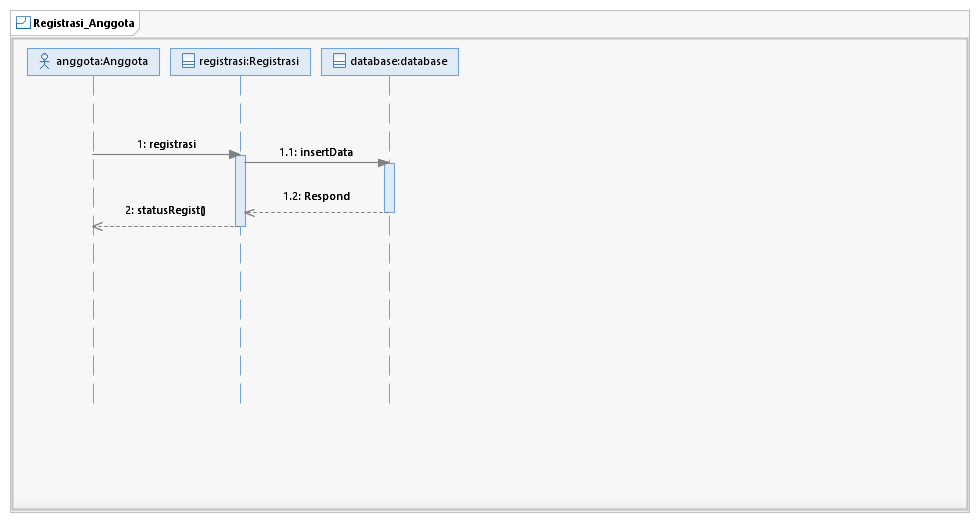 Registrasi_Anggota
anggota:Anggota
registrasi:Registrasi
database:database
1: registrasi
1.1: insertData
1.2: Respond
2: statusRegist()